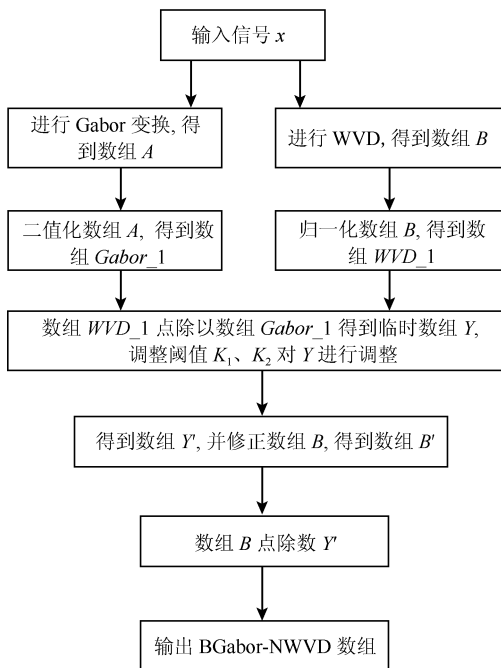 输入信号 x
进行 Gabor 变换, 得
到数组 A
进行 WVD, 得到数组 B
二值化数组 A, 得到数
组 Gabor_1
归一化数组 B, 得到数
组 WVD_1
数组 WVD_1 点除以数组 Gabor_1 得到临时数组 Y,
调整阈值 K₁、K₂ 对 Y 进行调整
得到数组 Y', 并修正数组 B, 得到数组 B'
数组 B 点除数 Y'
输出 BGabor-NWVD 数组